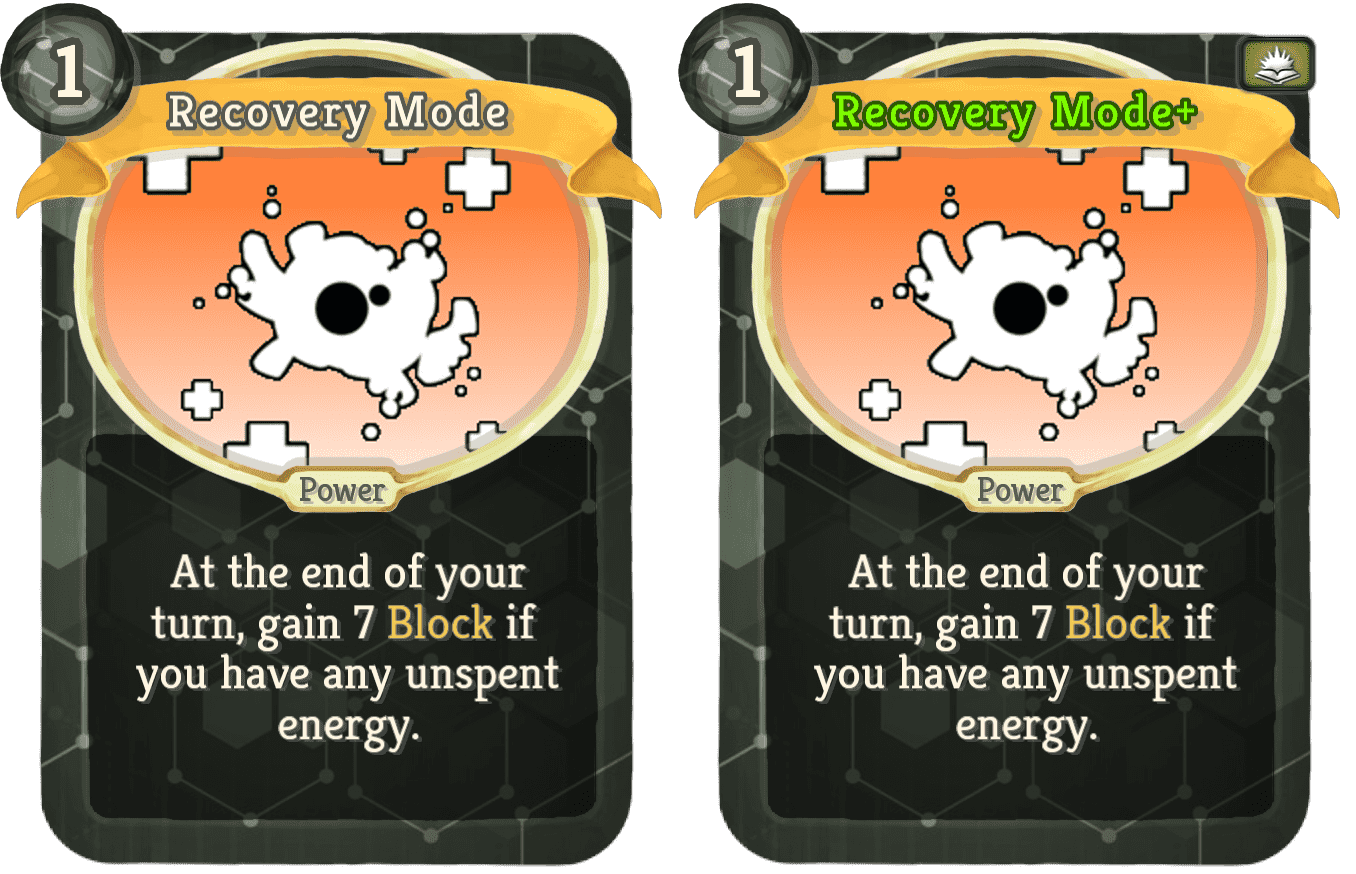 1
Recovery Mode
Power
At the end of your
turn, gain 7 Block if
you have any unspent
energy.
1
Recovery Mode+
Power
At the end of your
turn, gain 7 Block if
you have any unspent
energy.